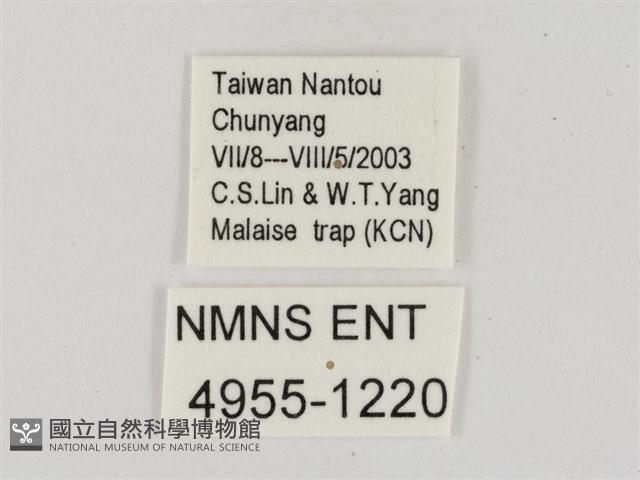 Taiwan Nantou
Chunyang
VII/8---VIII/5/2003
C.S.Lin & W.T.Yang
Malaise trap (KCN)
NMNS ENT
4955-1220
國立自然科學博物館
NATIONAL MUSEUM OF NATURAL SCIENCE